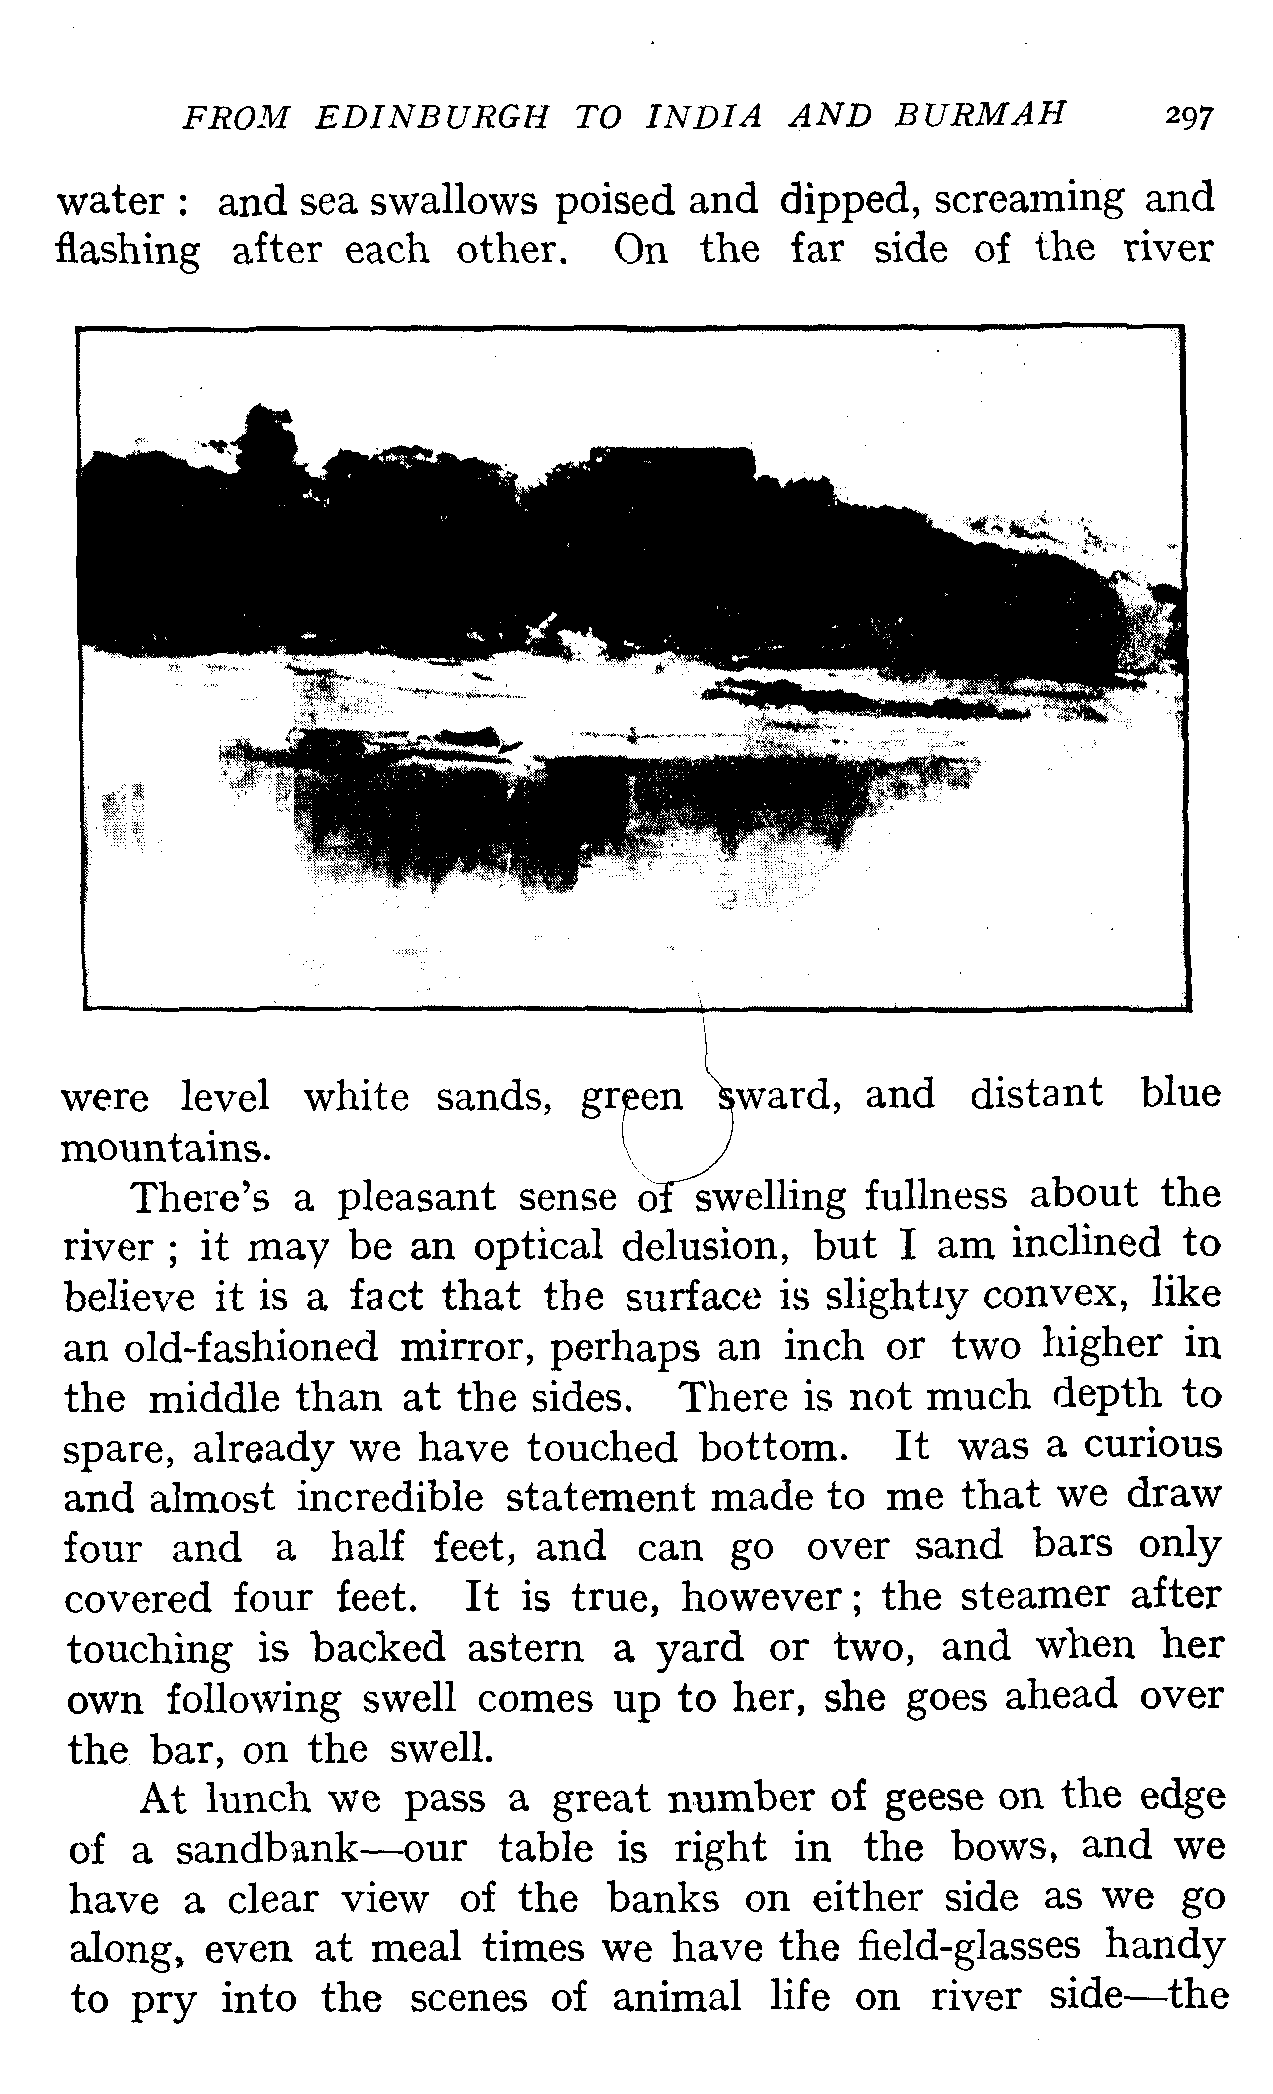 FROM EDINBURGH TO INDIA AND BURMAH 297
water : and sea swallows poised and dipped, screaming and
flashing after each other. On the far side of the river
were level white sands, green sward, and distant blue
mountains.
There's a pleasant sense of swelling fullness about the
river ; it may be an optical delusion, but I am inclined to
believe it is a fact that the surface is slightly convex, like
an old-fashioned mirror, perhaps an inch or two higher in
the middle than at the sides. There is not much depth to
spare, already we have touched bottom. It was a curious
and almost incredible statement made to me that we draw
four and a half feet, and can go over sand bars only
covered four feet. It is true, however ; the steamer after
touching is backed astern a yard or two, and when her
own following swell comes up to her, she goes ahead over
the bar, on the swell.
At lunch we pass a great number of geese on the edge
of a sandbank—our table is right in the bows, and we
have a clear view of the banks on either side as we go
along, even at meal times we have the field-glasses handy
to pry into the scenes of animal life on river side—the